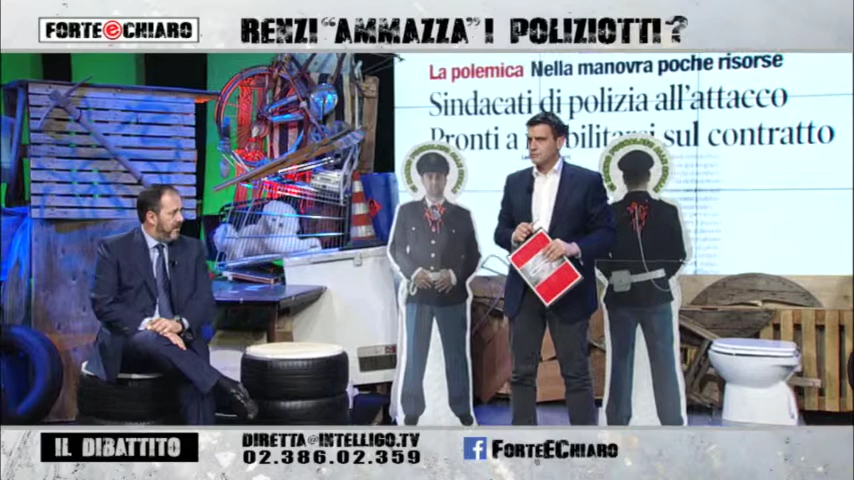 FORTE e CHIARO
RENZI "AMMAZZA" I POLIZIOTTI?
La polemica Nella manovra poche risorse
Sindacati di polizia all'attacco
Pronti a sul contratto
IL DIBATTITO
DIRETTA@INTELLIGO.TV
02.386.02.359
f FORTEECHIARO